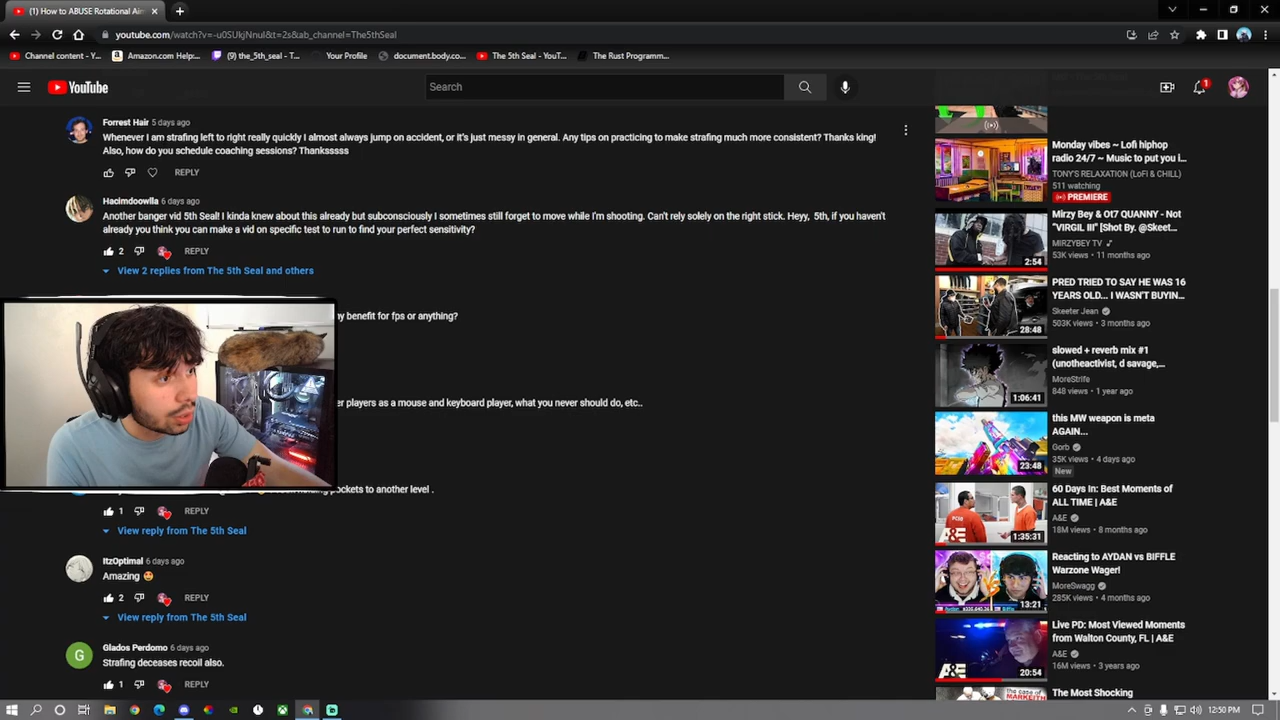 (1) How to ABUSE Rotational Aim
youtube.com/watch?v=-u0SUkjNnuI&t=2s&ab_channel=The5thSeal
Channel content - Y...
Amazon.com Help:...
(9) the_5th_seal - T...
Your Profile
document.body.co...
The 5th Seal - YouT...
The Rust Programm...
YouTube
Search
1
Forrest Hair 5 days ago
Whenever I am strafing left to right really quickly I almost always jump on accident, or it's just messy in general. Any tips on practicing to make strafing much more consistent? Thanks king!
Also, how do you schedule coaching sessions? Thanksssss
REPLY
Hacimdoowlla 6 days ago
Another banger vid 5th Seal! I kinda knew about this already but subconsciously I sometimes still forget to move while I'm shooting. Can't rely solely on the right stick. Heyy, 5th, if you haven't
already you think you can make a vid on specific test to run to find your perfect sensitivity?
2 REPLY
View 2 replies from The 5th Seal and others
benefit for fps or anything?
players as a mouse and keyboard player, what you never should do, etc..
pockets to another level .
1 REPLY
View reply from The 5th Seal
ItzOptimal 6 days ago
Amazing 🤩
2 REPLY
View reply from The 5th Seal
G
Glados Perdomo 6 days ago
Strafing deceases recoil also.
1 REPLY
Monday vibes ~ Lofi hiphop
radio 24/7 ~ Music to put you i...
TONY'S RELAXATION (LoFi & CHILL)
511 watching
PREMIERE
Mirzy Bey & Ot7 QUANNY - Not
"VIRGIL III" [Shot By. @Skeet...
MIRZYBEY TV
53K views • 11 months ago
2:54
PRED TRIED TO SAY HE WAS 16
YEARS OLD... I WASN'T BUYIN...
Skeeter Jean
503K views • 3 months ago
28:48
slowed + reverb mix #1
(unotheactivist, d savage,...
MoreStrife
848 views • 1 year ago
1:06:41
this MW weapon is meta
AGAIN...
Gorb
35K views • 4 days ago
New
23:48
60 Days In: Best Moments of
ALL TIME | A&E
A&E
18M views • 8 months ago
1:35:31
Reacting to AYDAN vs BIFFLE
Warzone Wager!
MoreSwagg
285K views • 4 months ago
13:21
Live PD: Most Viewed Moments
from Walton County, FL | A&E
A&E
16M views • 3 years ago
20:54
The Most Shocking
12:50 PM